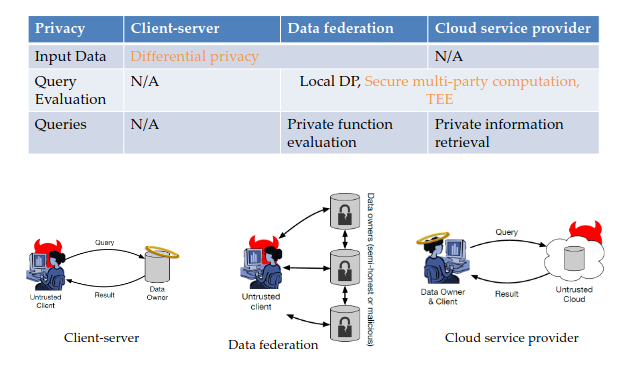 Privacy Client-server Data federation Cloud service provider
Input Data Differential privacy N/A
Query Evaluation N/A Local DP, Secure multi-party computation, TEE
Queries N/A Private function evaluation Private information retrieval
Query
Result
Untrusted
Client
Data
Owner
Client-server
Untrusted
client
Data owners (semi-honest or malicious)
Data federation
Query
Result
Data Owner
& Client
Untrusted
Cloud
Cloud service provider